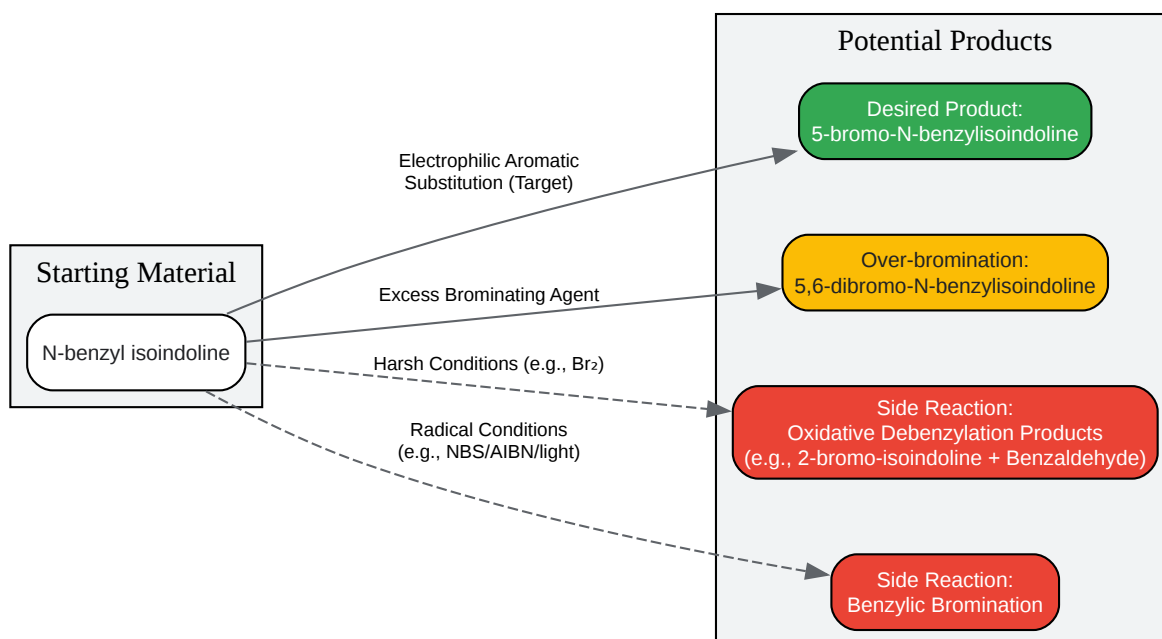 Potential Products
Desired Product:
5-bromo-N-benzylisoindoline
Electrophilic Aromatic
Substitution (Target)
Starting Material
Over-bromination:
5,6-dibromo-N-benzylisoindoline
Excess Brominating Agent
N-benzyl isoindoline
Harsh Conditions (e.g., Br₂)
Side Reaction:
Oxidative Debenzylation Products
(e.g., 2-bromo-isoindoline + Benzaldehyde)
Radical Conditions
(e.g., NBS/AIBN/light)
Side Reaction:
Benzylic Bromination